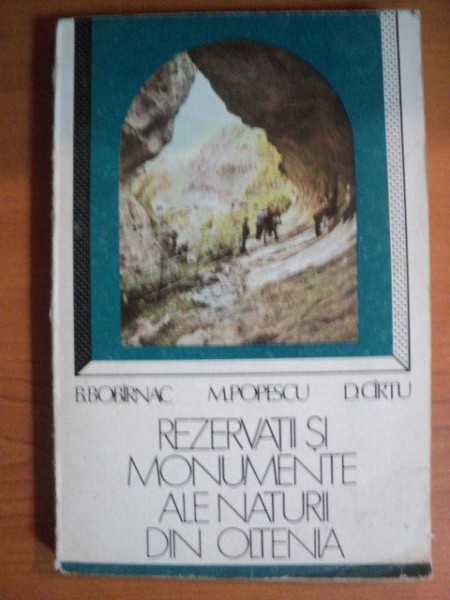 B.BOBÎRNAC M.POPESCU D.CÎRTU
REZERVAȚII ȘI
MONUMENTE
ALE NATURII
DIN OLTENIA